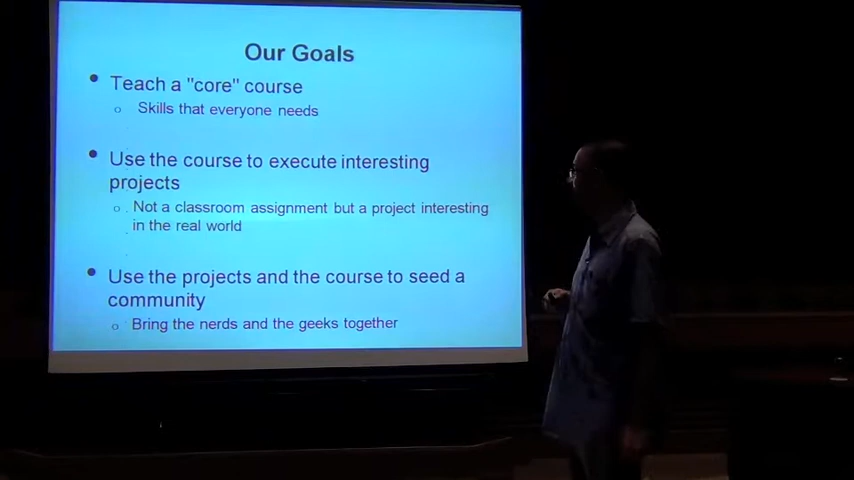 Our Goals
• Teach a "core" course
o Skills that everyone needs
• Use the course to execute interesting
projects
o Not a classroom assignment but a project interesting
in the real world
• Use the projects and the course to seed a
community
o Bring the nerds and the geeks together